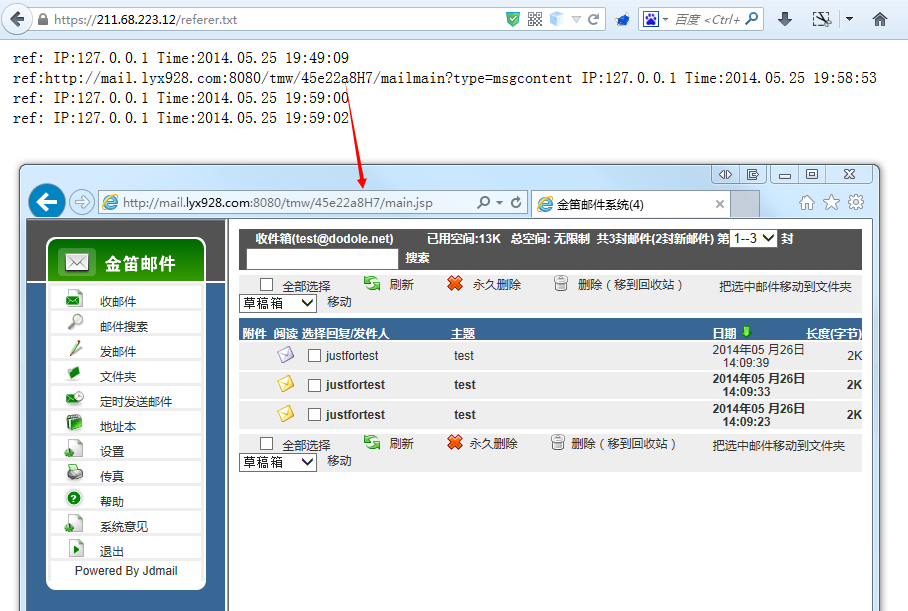 https://211.68.223.12/referer.txt
百度 <Ctrl+
ref: IP:127.0.0.1 Time:2014.05.25 19:49:09
ref:http://mail.lyx928.com:8080/tmw/45e22a8H7/mailmain?type=msgcontent IP:127.0.0.1 Time:2014.05.25 19:58:53
ref: IP:127.0.0.1 Time:2014.05.25 19:59:00
ref: IP:127.0.0.1 Time:2014.05.25 19:59:02
http://mail.lyx928.com:8080/tmw/45e22a8H7/main.jsp
金笛邮件系统(4)
金笛邮件
收邮件
邮件搜索
发邮件
文件夹
定时发送邮件
地址本
设置
传真
帮助
系统意见
退出
Powered By Jdmail
收件箱(test@dodole.net) 已用空间:13K 总空间: 无限制 共3封邮件(2封新邮件) 第 1--3 封
搜索
全部选择 刷新 永久删除 删除（移到回收站） 把选中邮件移动到文件夹
草稿箱 移动
附件 阅读 选择回复/发件人 主题 日期 长度(字节)
justfortest test 2014年05 月26日 14:09:39 2K
justfortest test 2014年05 月26日 14:09:33 2K
justfortest test 2014年05 月26日 14:09:23 2K
全部选择 刷新 永久删除 删除（移到回收站） 把选中邮件移动到文件夹
草稿箱 移动